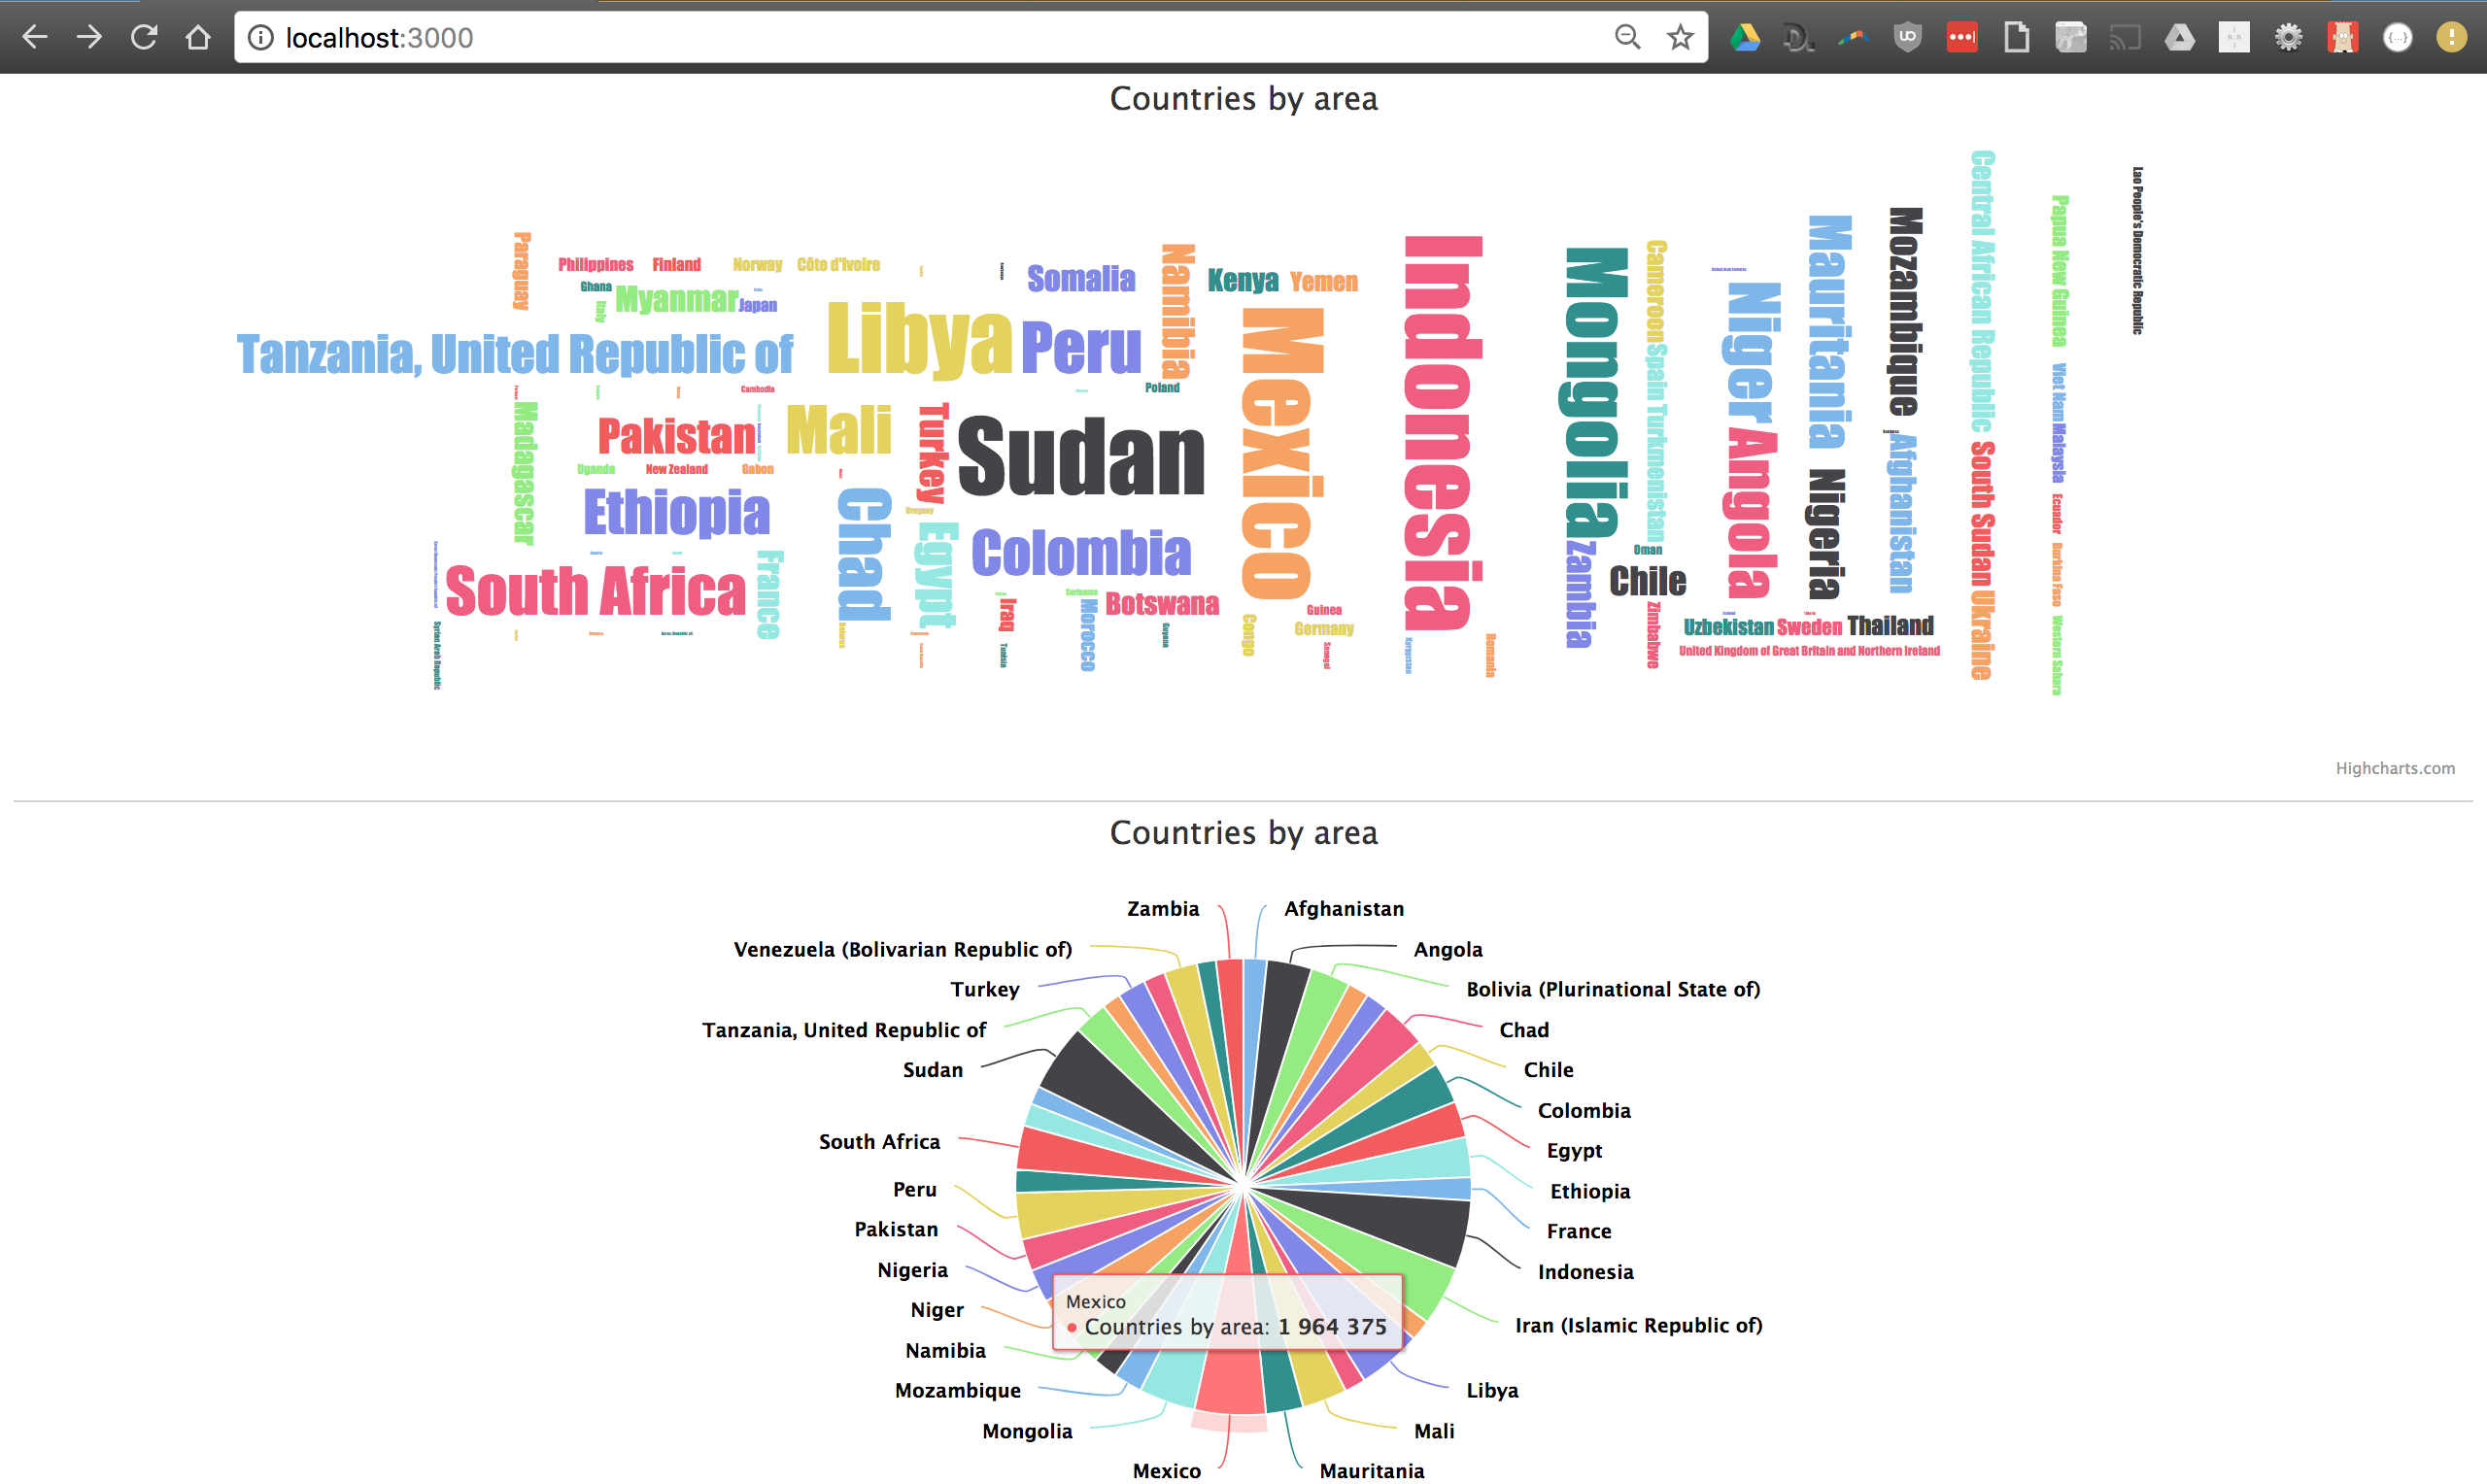 localhost:3000
Countries by area
Lao People's Democratic Republic
Central African Republic
Papua New Guinea
Mozambique
Mauritania
Paraguay
Philippines
Finland
Norway
Côte d'Ivoire
Somalia
Namibia
Kenya
Yemen
Indonesia
Mongolia
Cameroon
Ghana
Italy
Myanmar
Japan
Libya
Peru
Mexico
Niger
Tanzania, United Republic of
Cambodia
Poland
Spain
Turkmenistan
Viet Nam
Malaysia
Madagascar
Pakistan
Mali
Turkey
Sudan
Angola
Afghanistan
South Sudan
Uganda
New Zealand
Gabon
Nigeria
Ecuador
Ethiopia
Chad
Uruguay
Egypt
Colombia
Zambia
Oman
Chile
Burkina Faso
South Africa
France
Suriname
Iraq
Morocco
Botswana
Guinea
Germany
Congo
Zimbabwe
Ukraine
Western Sahara
Syrian Arab Republic
Korea (Republic of)
Belarus
Tunisia
Guyana
Senegal
Kyrgyzstan
Romania
Uzbekistan
Sweden
Thailand
United Kingdom of Great Britain and Northern Ireland
Highcharts.com
Countries by area
Zambia
Afghanistan
Venezuela (Bolivarian Republic of)
Angola
Turkey
Bolivia (Plurinational State of)
Tanzania, United Republic of
Chad
Sudan
Chile
Colombia
South Africa
Egypt
Peru
Ethiopia
Pakistan
France
Nigeria
Indonesia
Niger
Mexico
Countries by area: 1 964 375
Iran (Islamic Republic of)
Namibia
Mozambique
Libya
Mongolia
Mali
Mexico
Mauritania